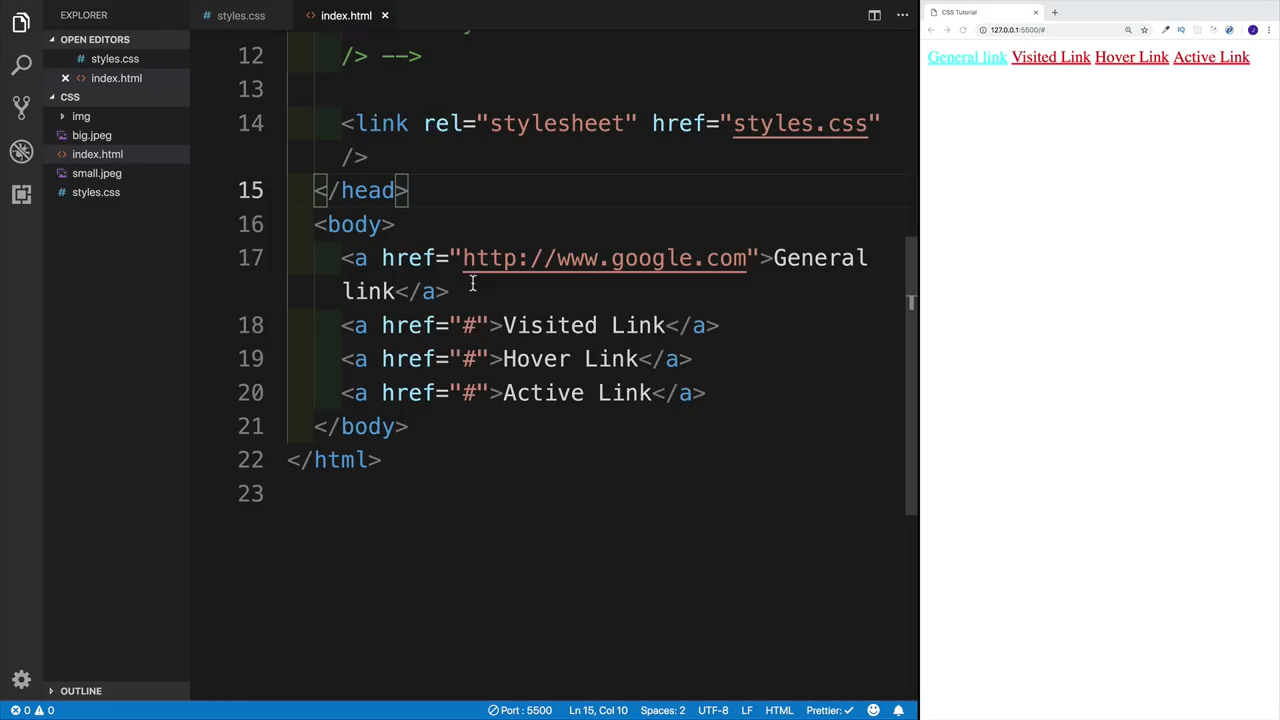 EXPLORER
OPEN EDITORS
# styles.css
<> index.html
CSS
img
big.jpeg
<> index.html
small.jpeg
# styles.css
OUTLINE
# styles.css
<> index.html
12 /> -->
13
14 <link rel="stylesheet" href="styles.css"
/>
15 </head>
16 <body>
17 <a href="http://www.google.com">General
link</a>
18 <a href="#">Visited Link</a>
19 <a href="#">Hover Link</a>
20 <a href="#">Active Link</a>
21 </body>
22 </html>
23
0 0
Port : 5500 Ln 15, Col 10 Spaces: 2 UTF-8 LF HTML Prettier: ✓
CSS Tutorial
127.0.0.1:5500/#
IQ
J
General link Visited Link Hover Link Active Link